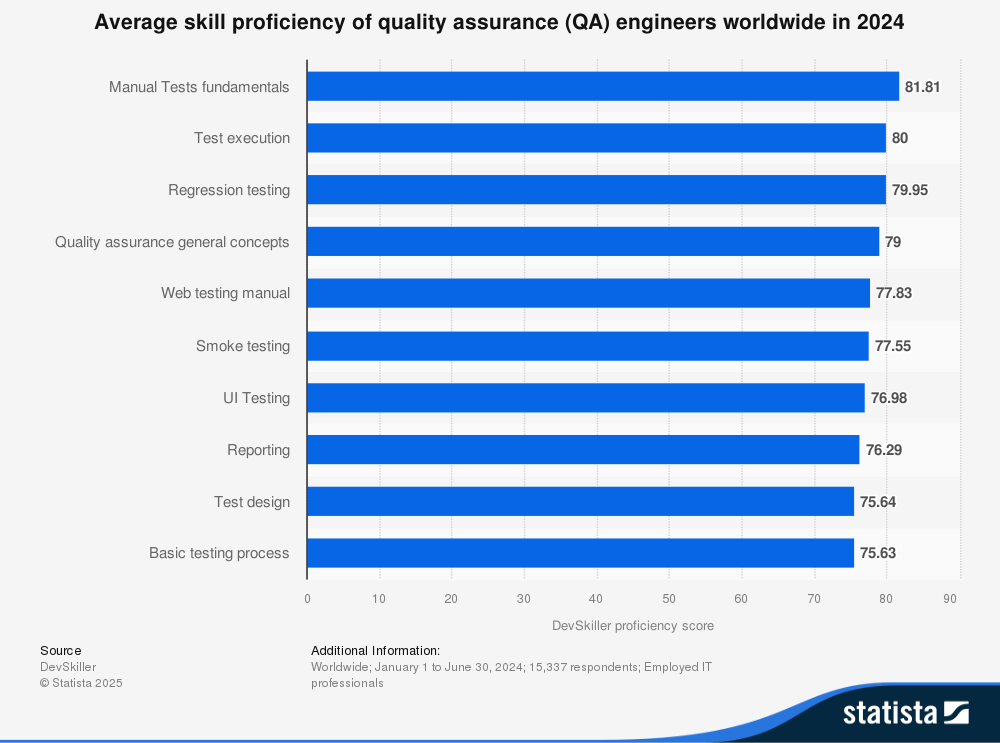 Average skill proficiency of quality assurance (QA) engineers worldwide in 2024
Manual Tests fundamentals 81.81
Test execution 80
Regression testing 79.95
Quality assurance general concepts 79
Web testing manual 77.83
Smoke testing 77.55
UI Testing 76.98
Reporting 76.29
Test design 75.64
Basic testing process 75.63
0 10 20 30 40 50 60 70 80 90
DevSkiller proficiency score
Source
DevSkiller
© Statista 2025
Additional Information:
Worldwide; January 1 to June 30, 2024; 15,337 respondents; Employed IT
professionals
statista